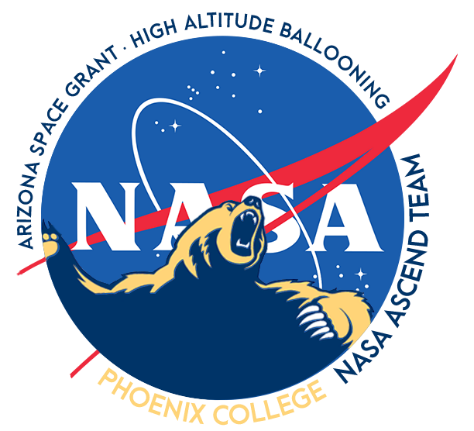 ARIZONA SPACE GRANT · HIGH ALTITUDE BALLOONING
NASA
NASA ASCEND TEAM
PHOENIX COLLEGE